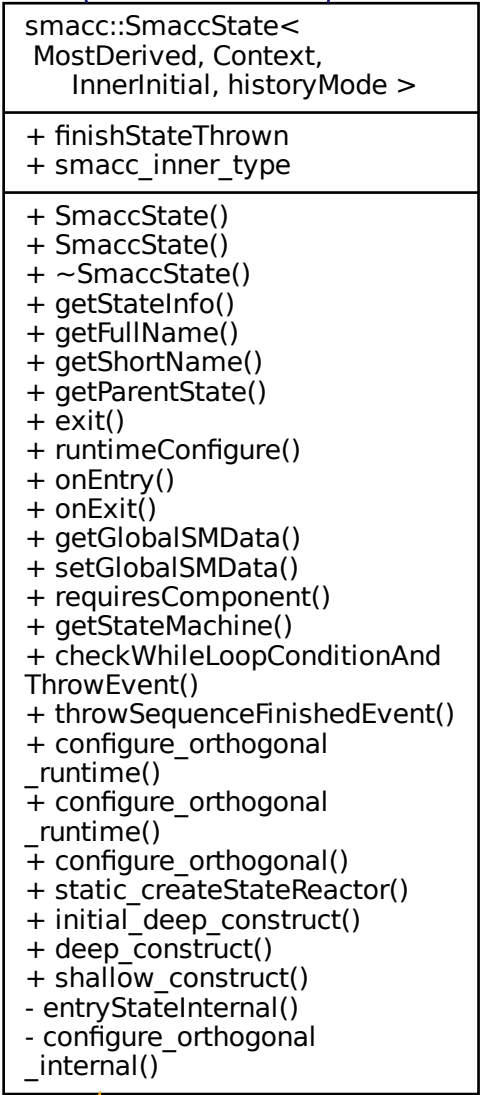 smacc::SmaccState<
MostDerived, Context,
InnerInitial, historyMode >
+ finishStateThrown
+ smacc_inner_type
+ SmaccState()
+ SmaccState()
+ ~SmaccState()
+ getStateInfo()
+ getFullName()
+ getShortName()
+ getParentState()
+ exit()
+ runtimeConfigure()
+ onEntry()
+ onExit()
+ getGlobalSMData()
+ setGlobalSMData()
+ requiresComponent()
+ getStateMachine()
+ checkWhileLoopConditionAnd
ThrowEvent()
+ throwSequenceFinishedEvent()
+ configure_orthogonal
_runtime()
+ configure_orthogonal
_runtime()
+ configure_orthogonal()
+ static_createStateReactor()
+ initial_deep_construct()
+ deep_construct()
+ shallow_construct()
- entryStateInternal()
- configure_orthogonal
_internal()